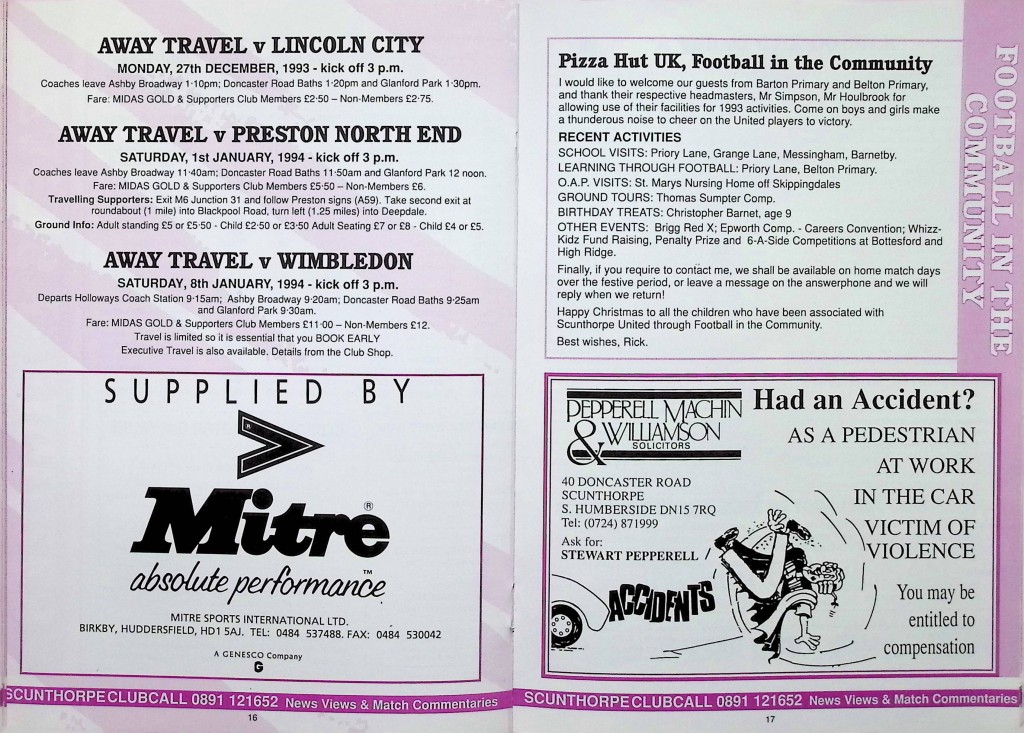 AWAY TRAVEL v LINCOLN CITY
MONDAY, 27th DECEMBER, 1993 - kick off 3 p.m.
Coaches leave Ashby Broadway 1·10pm; Doncaster Road Baths 1·20pm and Glanford Park 1·30pm.
Fare: MIDAS GOLD & Supporters Club Members £2·50 – Non-Members £2·75.
AWAY TRAVEL v PRESTON NORTH END
SATURDAY, 1st JANUARY, 1994 - kick off 3 p.m.
Coaches leave Ashby Broadway 11·40am; Doncaster Road Baths 11·50am and Glanford Park 12 noon.
Fare: MIDAS GOLD & Supporters Club Members £5·50 – Non-Members £6.
Travelling Supporters: Exit M6 Junction 31 and follow Preston signs (A59). Take second exit at
roundabout (1 mile) into Blackpool Road, turn left (1.25 miles) into Deepdale.
Ground Info: Adult standing £5 or £5·50 - Child £2·50 or £3·50 Adult Seating £7 or £8 - Child £4 or £5.
AWAY TRAVEL v WIMBLEDON
SATURDAY, 8th JANUARY, 1994 - kick off 3 p.m.
Departs Holloways Coach Station 9·15am; Ashby Broadway 9·20am; Doncaster Road Baths 9·25am
and Glanford Park 9·30am.
Fare: MIDAS GOLD & Supporters Club Members £11·00 – Non-Members £12.
Travel is limited so it is essential that you BOOK EARLY
Executive Travel is also available. Details from the Club Shop.
SUPPLIED BY
®
Mitre®
absolute performance™
MITRE SPORTS INTERNATIONAL LTD.
BIRKBY, HUDDERSFIELD, HD1 5AJ. TEL: 0484 537488. FAX: 0484 530042
A GENESCO Company
G
SCUNTHORPE CLUBCALL 0891 121652 News Views & Match Commentaries
16
Pizza Hut UK, Football in the Community
I would like to welcome our guests from Barton Primary and Belton Primary,
and thank their respective headmasters, Mr Simpson, Mr Houlbrook for
allowing use of their facilities for 1993 activities. Come on boys and girls make
a thunderous noise to cheer on the United players to victory.
RECENT ACTIVITIES
SCHOOL VISITS: Priory Lane, Grange Lane, Messingham, Barnetby.
LEARNING THROUGH FOOTBALL: Priory Lane, Belton Primary.
O.A.P. VISITS: St. Marys Nursing Home off Skippingdales
GROUND TOURS: Thomas Sumpter Comp.
BIRTHDAY TREATS: Christopher Barnet, age 9
OTHER EVENTS: Brigg Red X; Epworth Comp. - Careers Convention; Whizz-
Kidz Fund Raising, Penalty Prize and 6-A-Side Competitions at Bottesford and
High Ridge.
Finally, if you require to contact me, we shall be available on home match days
over the festive period, or leave a message on the answerphone and we will
reply when we return!
Happy Christmas to all the children who have been associated with
Scunthorpe United through Football in the Community.
Best wishes, Rick.
FOOTBALL IN THE
COMMUNITY
PEPPERELL MACHIN
& WILLIAMSON
SOLICITORS
40 DONCASTER ROAD
SCUNTHORPE
S. HUMBERSIDE DN15 7RQ
Tel: (0724) 871999
Ask for:
STEWART PEPPERELL
ACCIDENTS
Had an Accident?
AS A PEDESTRIAN
AT WORK
IN THE CAR
VICTIM OF
VIOLENCE
You may be
entitled to
compensation
SCUNTHORPE CLUBCALL 0891 121652 News Views & Match Commentaries
17